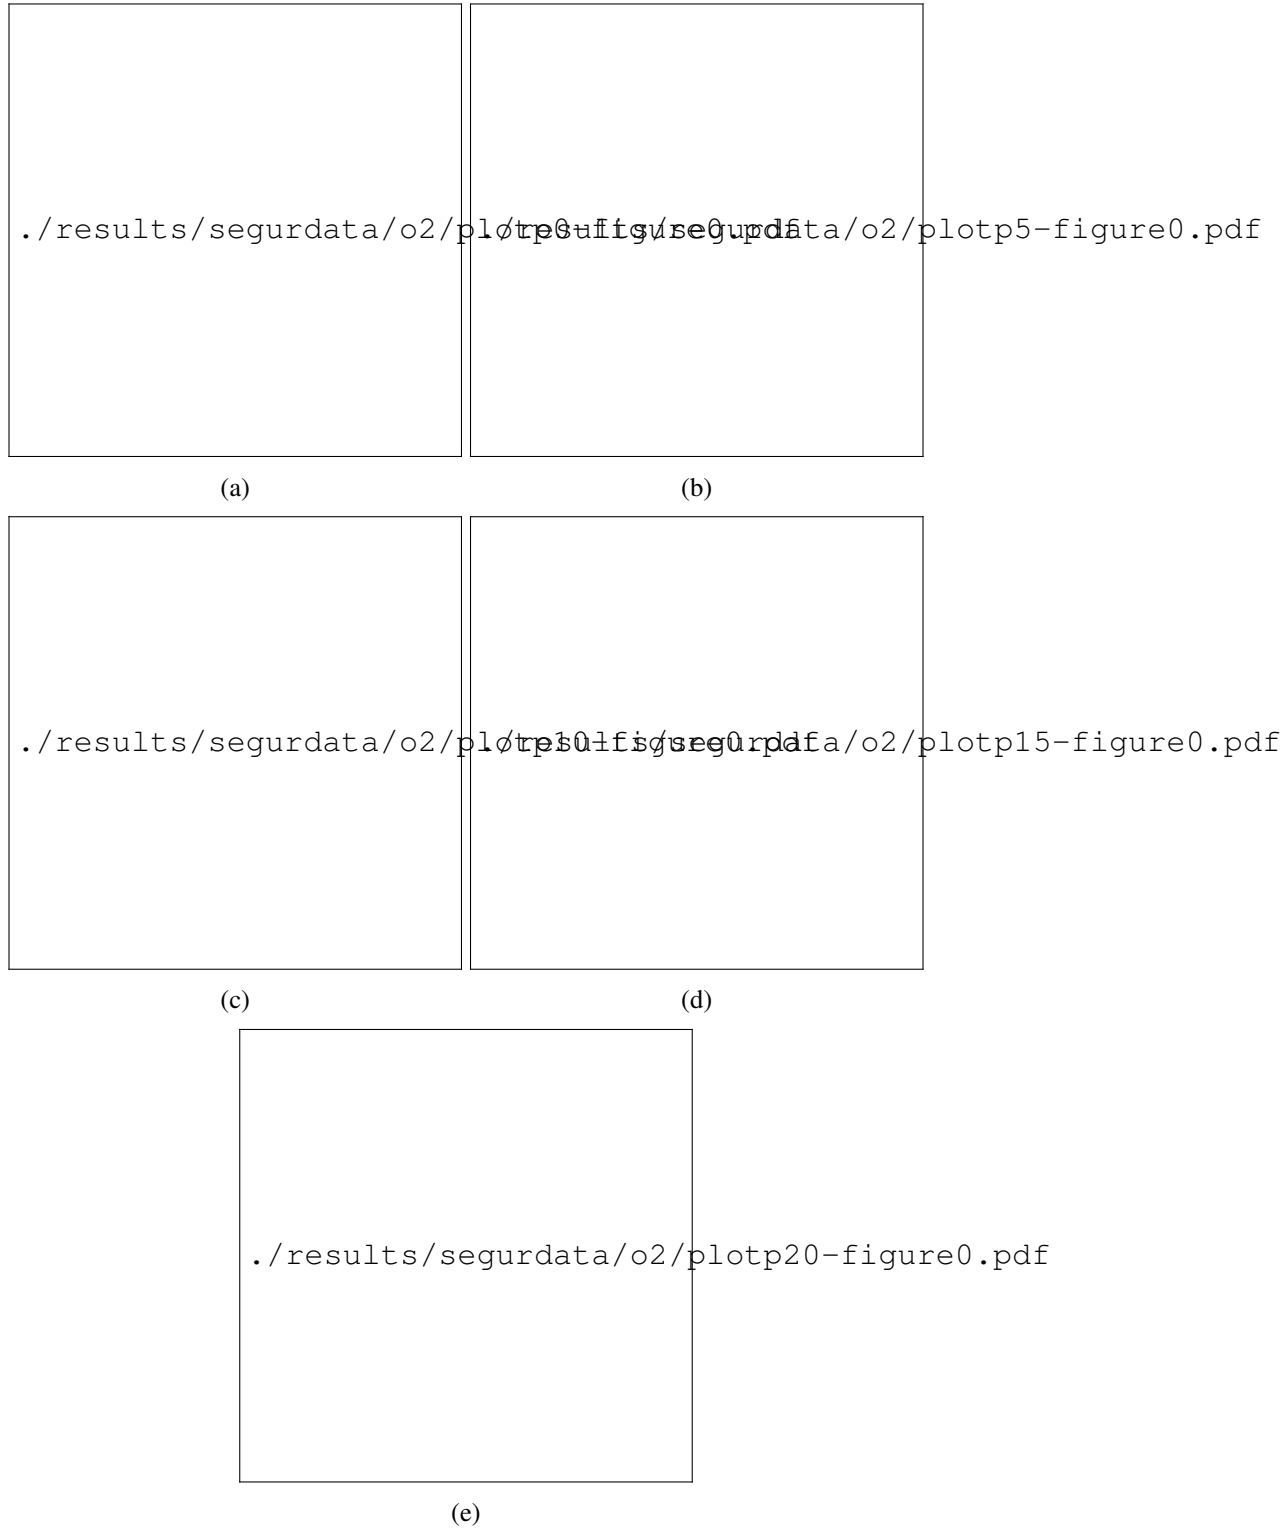 ./results/segurdata/o2/plotp0-figure0.pdf
./results/segurdata/o2/plotp5-figure0.pdf
(a)
(b)
./results/segurdata/o2/plotp10-figure0.pdf
./results/segurdata/o2/plotp15-figure0.pdf
(c)
(d)
./results/segurdata/o2/plotp20-figure0.pdf
(e)